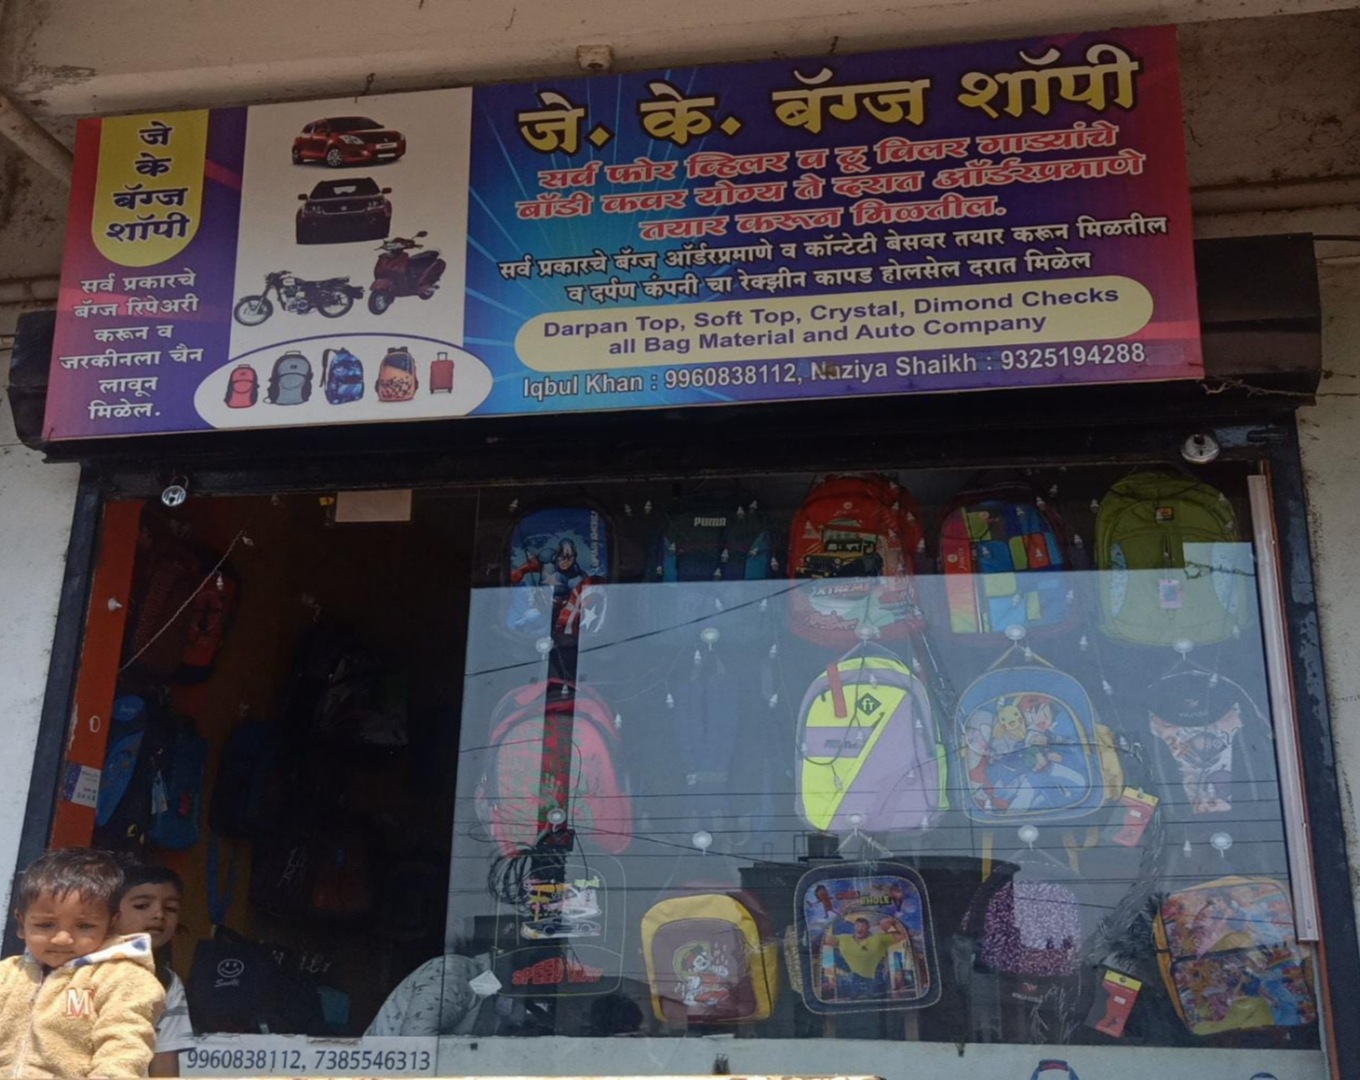 जे
के
बॅग्ज
शॉपी
सर्व प्रकारचे
बॅग्ज रिपेअरी
करून व
जरकीनला चैन
लावून
मिळेल.
जे. के. बॅग्ज शॉपी
सर्व फोर व्हिलर व टू विलर गाड्यांचे
बॉडी कवर योग्य ते दरात ऑर्डरप्रमाणे
तयार करून मिळतील.
सर्व प्रकारचे बॅग्ज ऑर्डरप्रमाणे व कॉन्टेटी बेसवर तयार करून मिळतील
व दर्पण कंपनी चा रेक्झीन कापड होलसेल दरात मिळेल
Darpan Top, Soft Top, Crystal, Dimond Checks
all Bag Material and Auto Company
Iqbul Khan : 9960838112, Naziya Shaikh : 9325194288
PUMA
XTREME
SPEED
M
9960838112, 7385546313